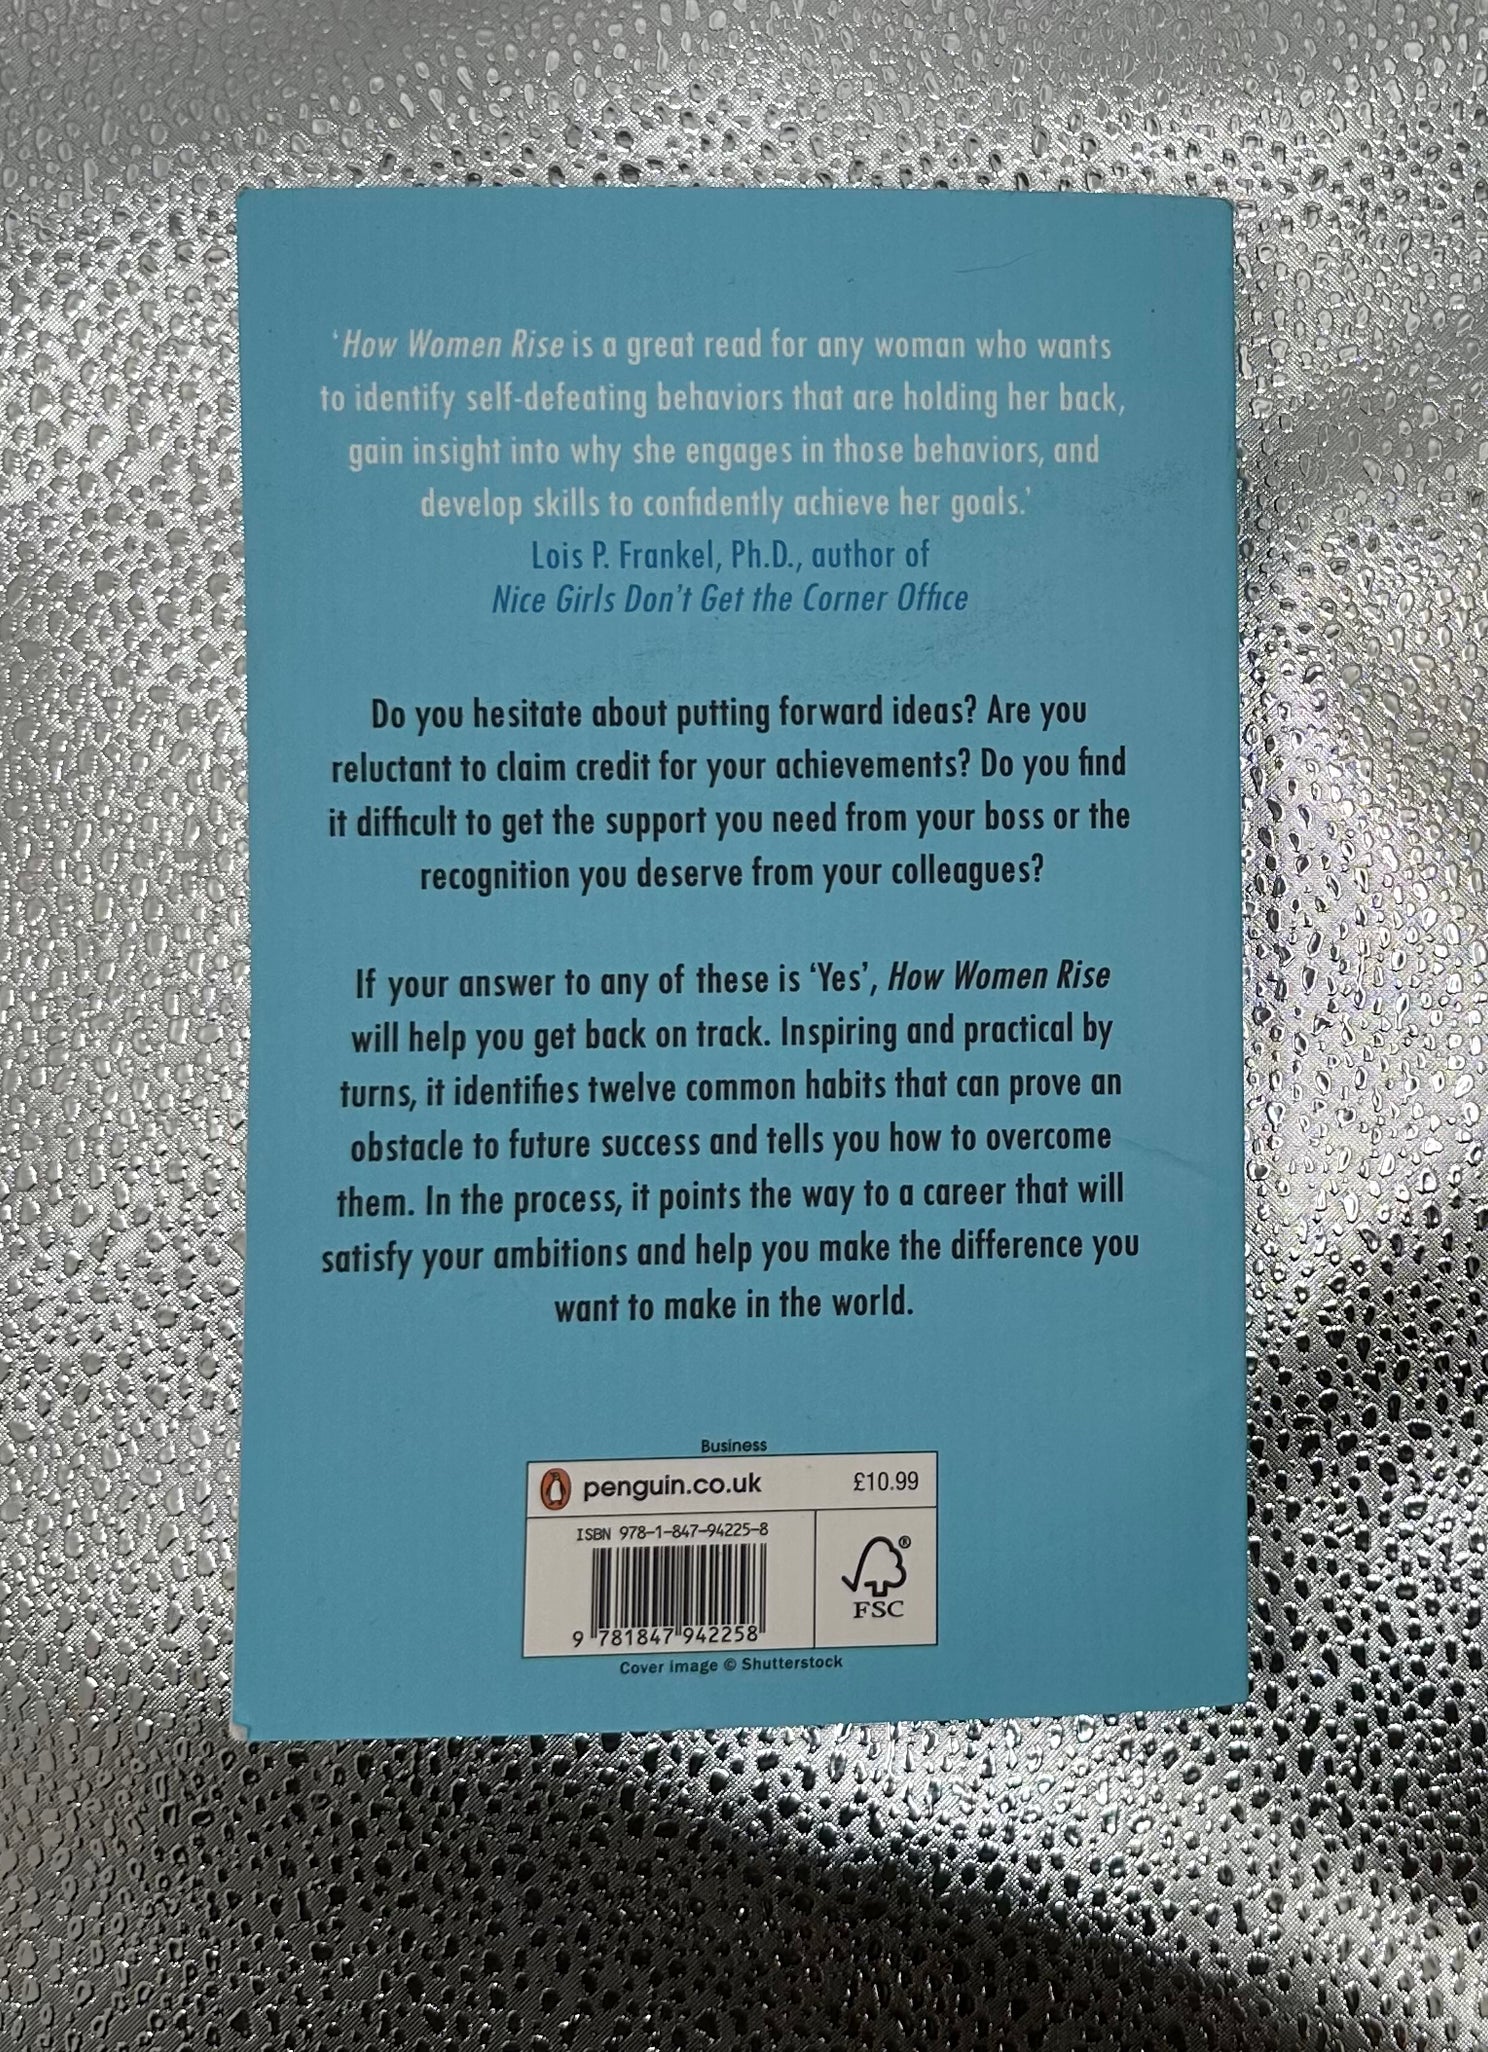 ‘How Women Rise is a great read for any woman who wants
to identify self-defeating behaviors that are holding her back,
gain insight into why she engages in those behaviors, and
develop skills to confidently achieve her goals.’
Lois P. Frankel, Ph.D., author of
Nice Girls Don’t Get the Corner Office
Do you hesitate about putting forward ideas? Are you
reluctant to claim credit for your achievements? Do you find
it difficult to get the support you need from your boss or the
recognition you deserve from your colleagues?
If your answer to any of these is ‘Yes’, How Women Rise
will help you get back on track. Inspiring and practical by
turns, it identifies twelve common habits that can prove an
obstacle to future success and tells you how to overcome
them. In the process, it points the way to a career that will
satisfy your ambitions and help you make the difference you
want to make in the world.
Business
penguin.co.uk £10.99
ISBN 978-1-847-94225-8
9 781847 942258
® FSC
Cover image © Shutterstock